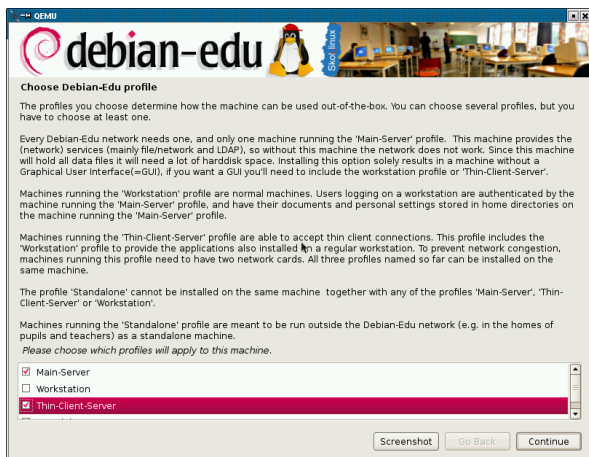 QEMU
debian-edu
Skolelinux
Choose Debian-Edu profile
The profiles you choose determine how the machine can be used out-of-the-box. You can choose several profiles, but you
have to choose at least one.
Every Debian-Edu network needs one, and only one machine running the 'Main-Server' profile.  This machine provides the
(network) services (mainly file/network and LDAP), so without this machine the network does not work. Since this machine
will hold all data files it will need a lot of harddisk space. Installing this option solely results in a machine without a
Graphical User Interface(=GUI), if you want a GUI you'll need to include the workstation profile or 'Thin-Client-Server'.
Machines running the 'Workstation' profile are normal machines. Users logging on a workstation are authenticated by the
machine running the 'Main-Server' profile, and have their documents and personal settings stored in home directories on
the machine running the 'Main-Server' profile.
Machines running the 'Thin-Client-Server' profile are able to accept thin client connections. This profile includes the
'Workstation' profile to provide the applications also installed on a regular workstation. To prevent network congestion,
machines running this profile need to have two network cards. All three profiles named so far can be installed on the
same machine.
The profile 'Standalone' cannot be installed on the same machine  together with any of the profiles 'Main-Server', 'Thin-
Client-Server' or 'Workstation'.
Machines running the 'Standalone' profile are meant to be run outside the Debian-Edu network (e.g. in the homes of
pupils and teachers) as a standalone machine.
Please choose which profiles will apply to this machine.
Main-Server
Workstation
Thin-Client-Server
Screenshot
Go Back
Continue